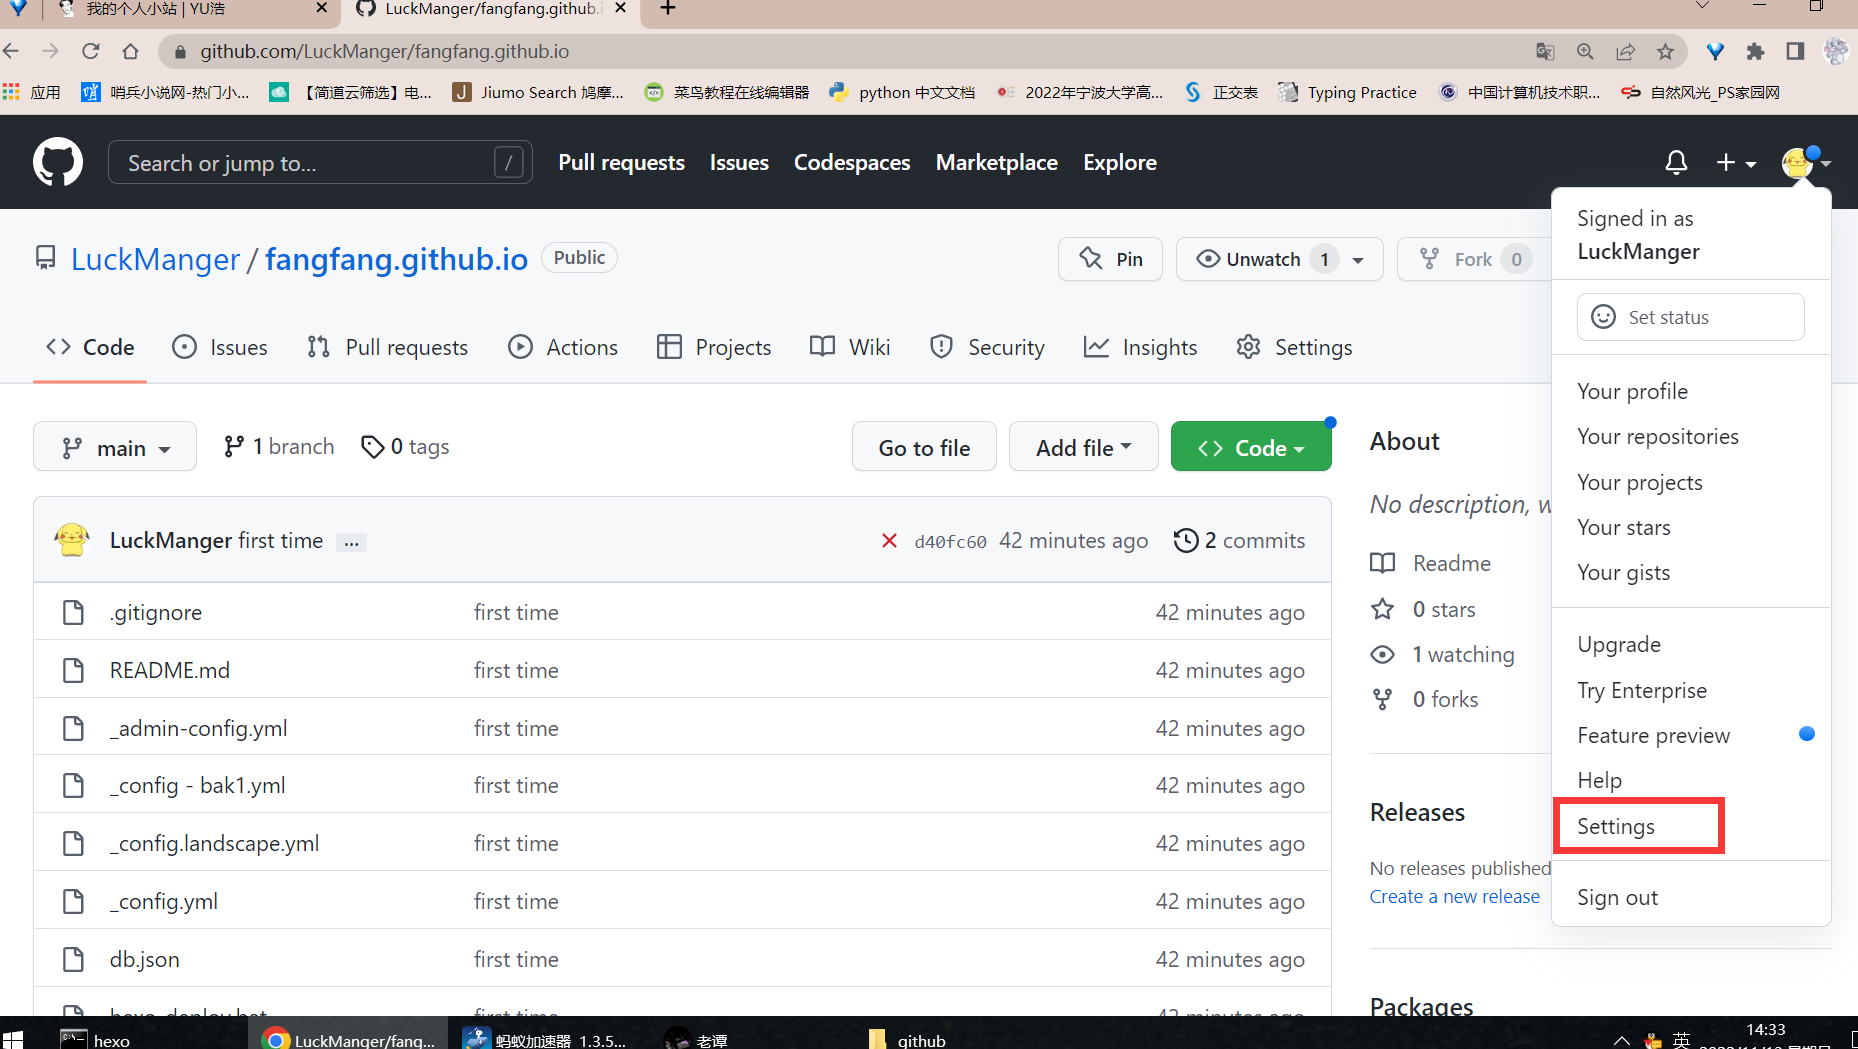 我的个人小站 | YU浩
LuckManger/fangfang.github.i
github.com/LuckManger/fangfang.github.io
应用
哨兵小说网-热门小...
【简道云筛选】电...
Jiumo Search 鸠摩...
菜鸟教程在线编辑器
python 中文文档
2022年宁波大学高...
正交表
Typing Practice
中国计算机技术职...
自然风光_PS家园网
Search or jump to...
/
Pull requests
Issues
Codespaces
Marketplace
Explore
LuckManger / fangfang.github.io
Public
Pin
Unwatch 1
Fork 0
Code
Issues
Pull requests
Actions
Projects
Wiki
Security
Insights
Settings
main
1 branch
0 tags
Go to file
Add file
Code
LuckManger first time ...
d40fc60 42 minutes ago
2 commits
.gitignore first time 42 minutes ago
README.md first time 42 minutes ago
_admin-config.yml first time 42 minutes ago
_config - bak1.yml first time 42 minutes ago
_config.landscape.yml first time 42 minutes ago
_config.yml first time 42 minutes ago
db.json first time 42 minutes ago
About
No description, w
Readme
0 stars
1 watching
0 forks
Releases
No releases published
Create a new release
Packages
Signed in as
LuckManger
Set status
Your profile
Your repositories
Your projects
Your stars
Your gists
Upgrade
Try Enterprise
Feature preview
Help
Settings
Sign out
hexo
LuckManger/fang...
蚂蚁加速器 1.3.5...
老谭
github
英
14:33